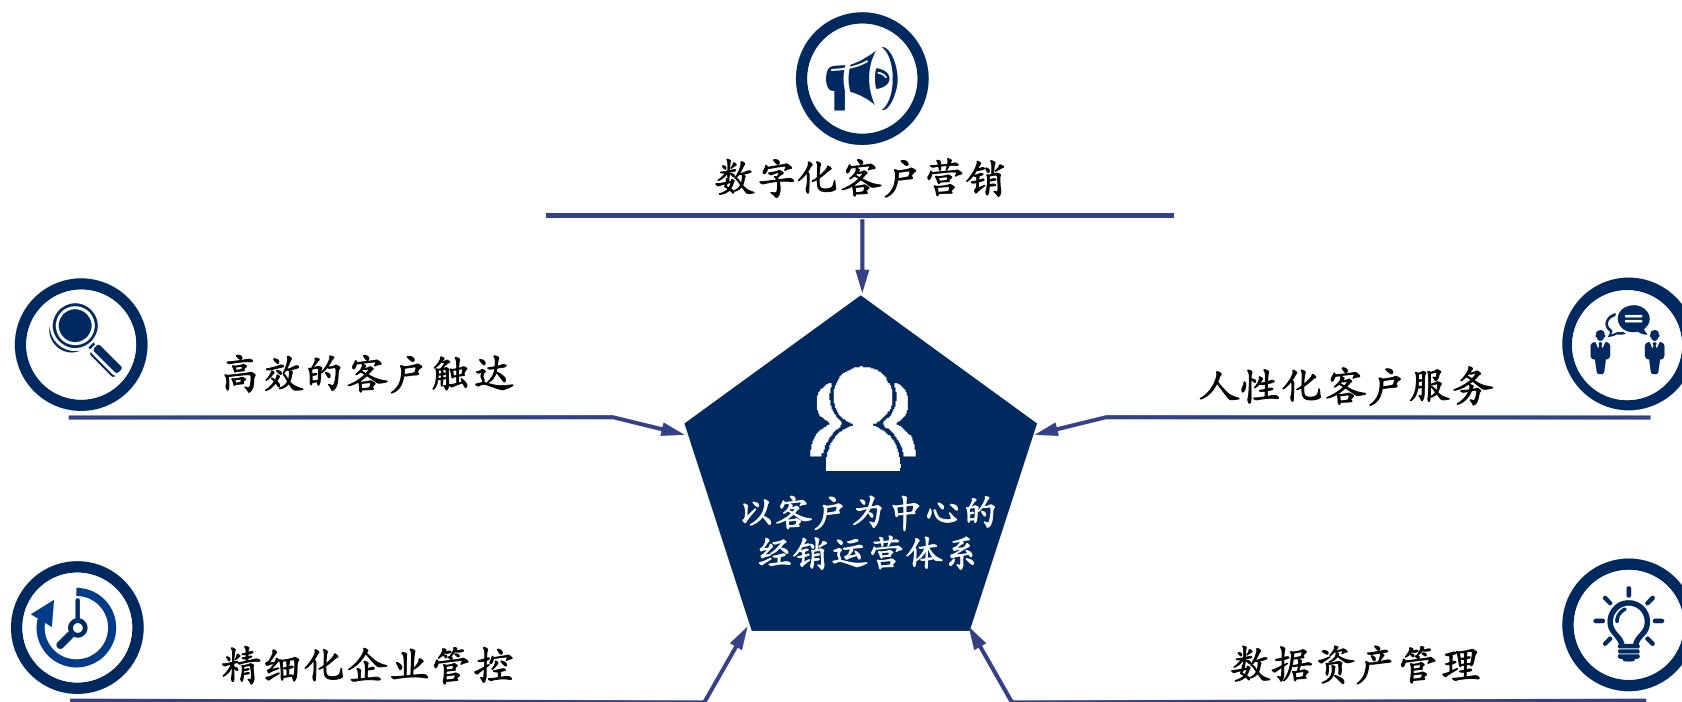 数字化客户营销
高效的客户触达
人性化客户服务
以客户为中心的
经销运营体系
精细化企业管控
数据资产管理